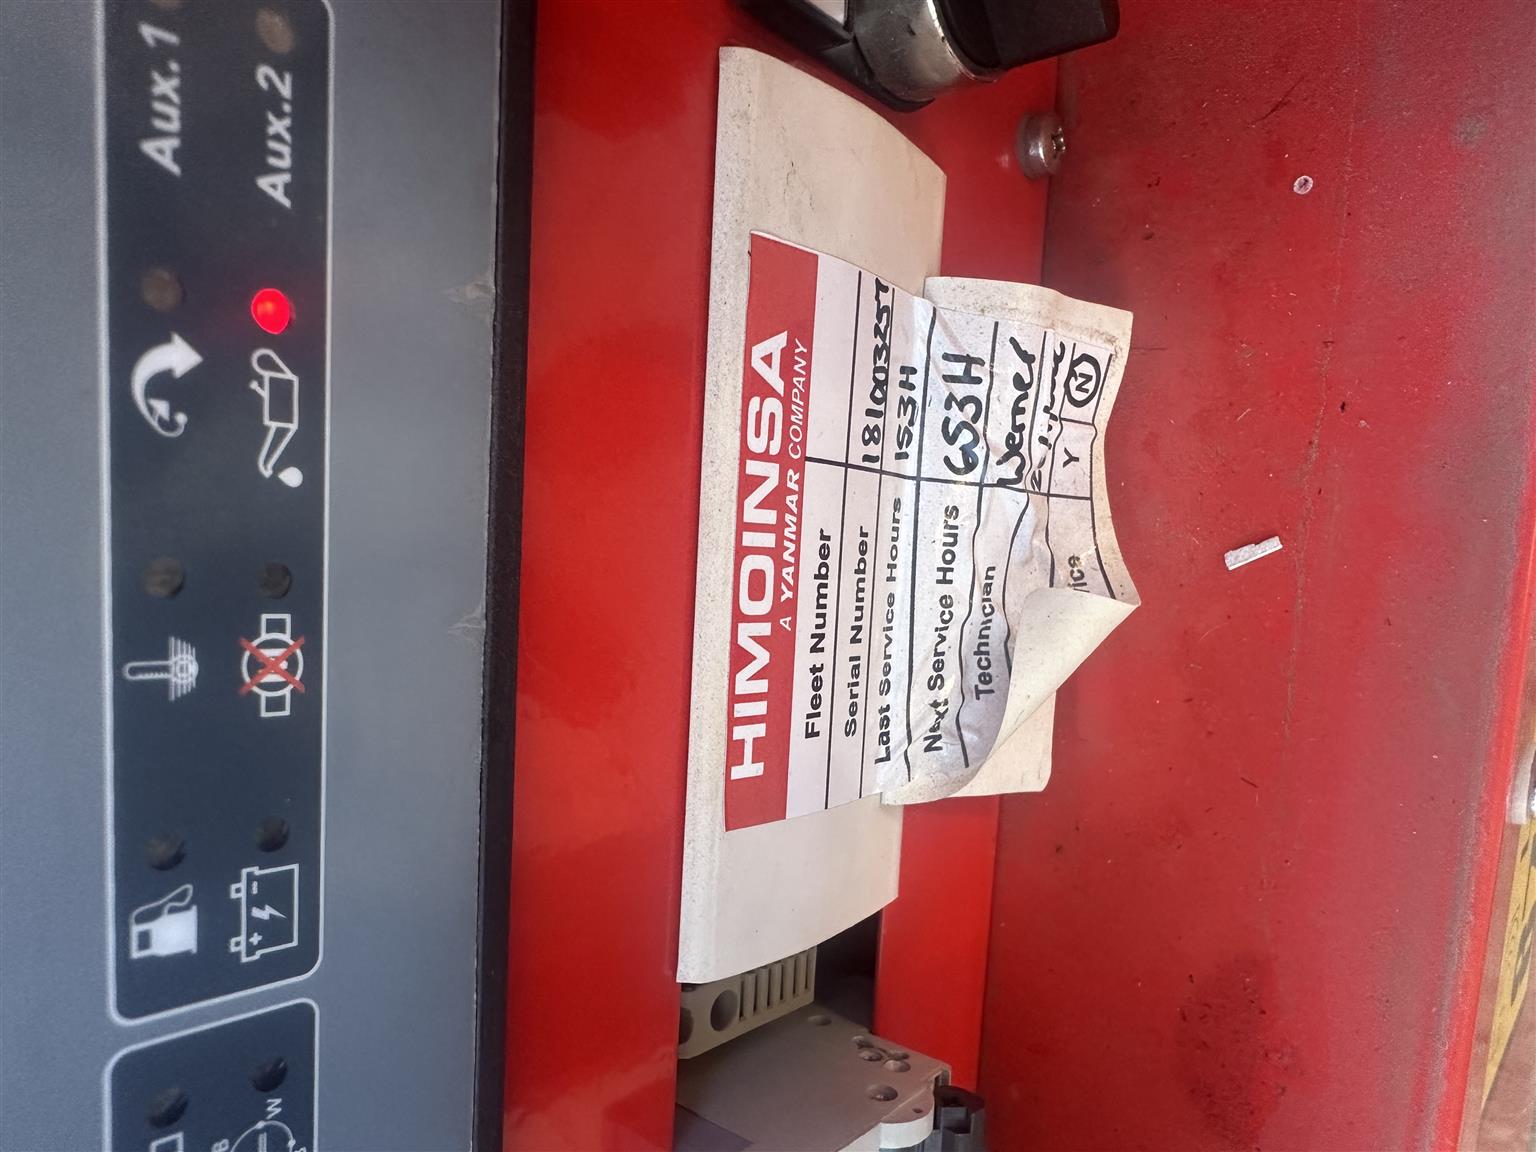 Aux.1
Aux.2
HIMOINSA
A YANMAR COMPANY
Fleet Number
Serial Number 181003257
Last Service Hours 153H
Next Service Hours 653H
Technician Werner
Y N
W